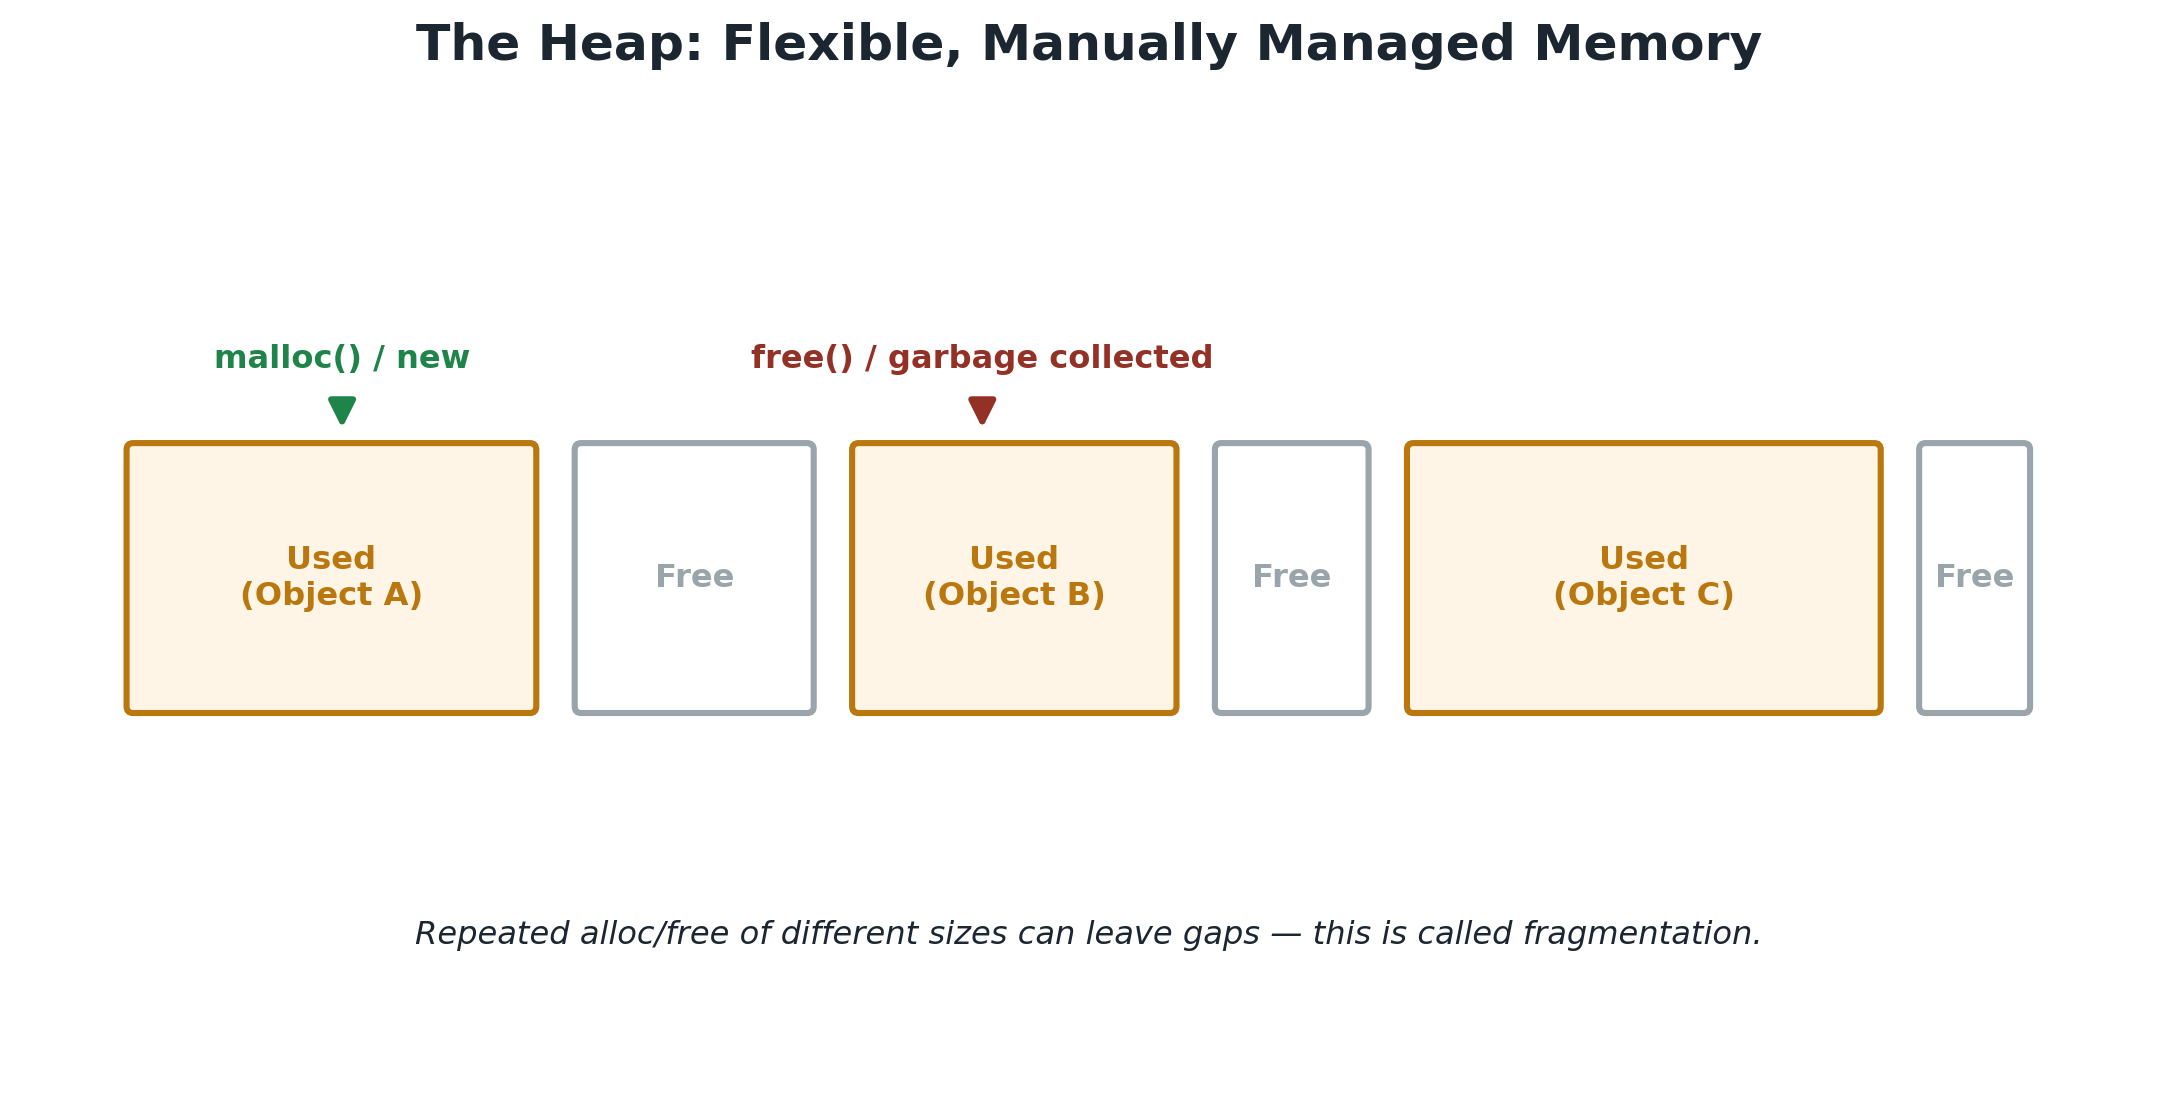 The Heap: Flexible, Manually Managed Memory
malloc() / new
free() / garbage collected
Used
(Object A)
Free
Used
(Object B)
Free
Used
(Object C)
Free
Repeated alloc/free of different sizes can leave gaps — this is called fragmentation.